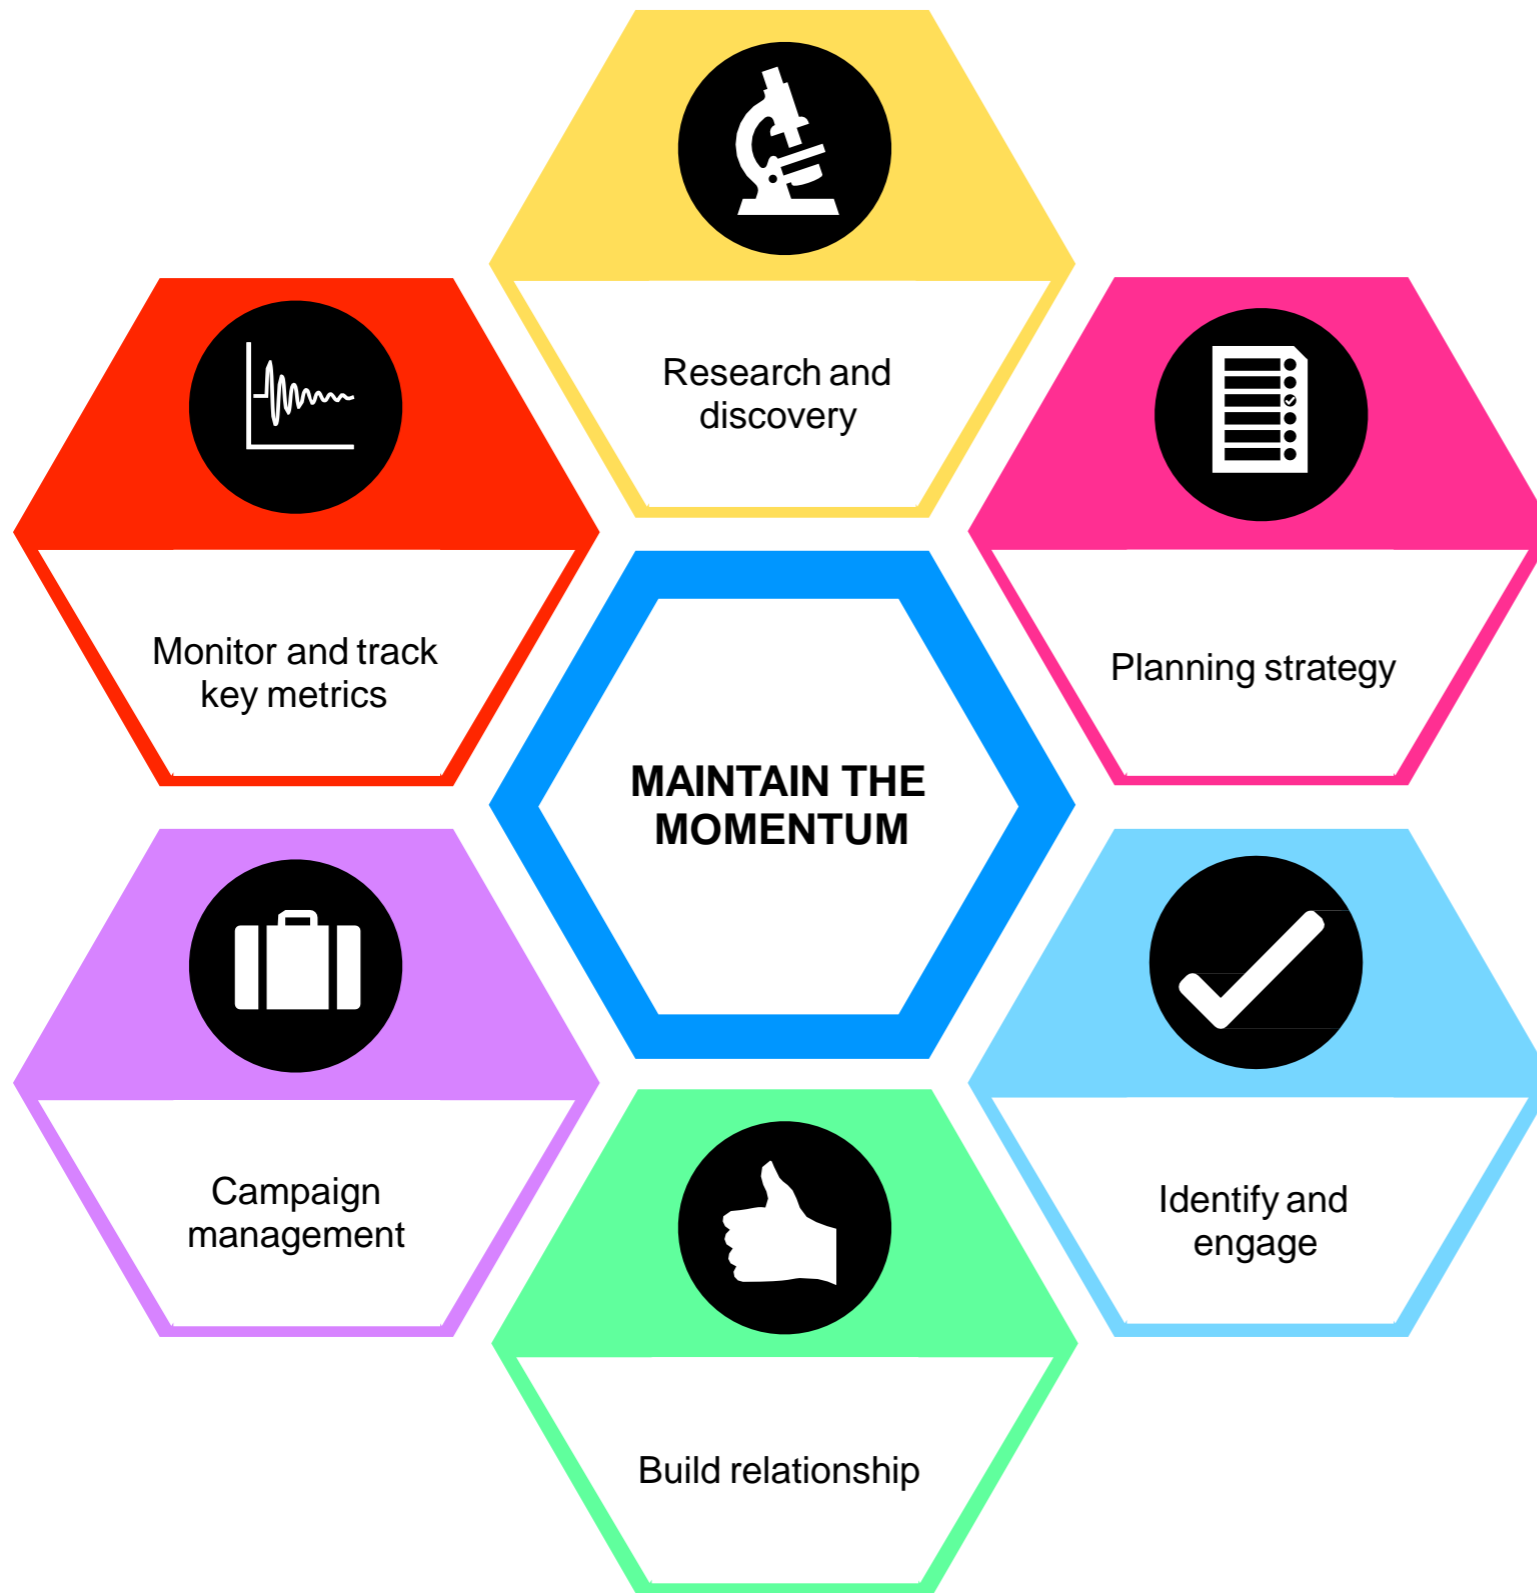 Research and
discovery
Planning strategy
Identify and
engage
Build relationship
Campaign
management
Monitor and track
key metrics
MAINTAIN THE
MOMENTUM